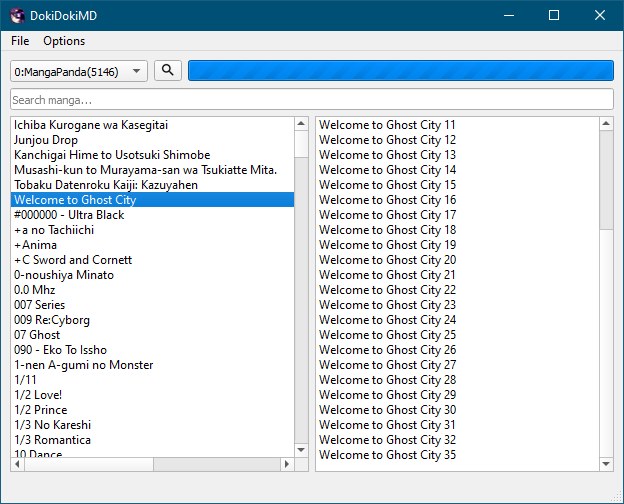 DokiDokiMD
File Options
0:MangaPanda(5146)
Search manga...
Ichiba Kurogane wa Kasegitai
Junjou Drop
Kanchigai Hime to Usotsuki Shimobe
Musashi-kun to Murayama-san wa Tsukiatte Mita.
Tobaku Datenroku Kaiji: Kazuyahen
Welcome to Ghost City
#000000 - Ultra Black
+a no Tachiichi
+Anima
+C Sword and Cornett
0-noushiya Minato
0.0 Mhz
007 Series
009 Re:Cyborg
07 Ghost
090 - Eko To Issho
1-nen A-gumi no Monster
1/11
1/2 Love!
1/2 Prince
1/3 No Kareshi
1/3 Romantica
10 Dance
Welcome to Ghost City 11
Welcome to Ghost City 12
Welcome to Ghost City 13
Welcome to Ghost City 14
Welcome to Ghost City 15
Welcome to Ghost City 16
Welcome to Ghost City 17
Welcome to Ghost City 18
Welcome to Ghost City 19
Welcome to Ghost City 20
Welcome to Ghost City 21
Welcome to Ghost City 22
Welcome to Ghost City 23
Welcome to Ghost City 24
Welcome to Ghost City 25
Welcome to Ghost City 26
Welcome to Ghost City 27
Welcome to Ghost City 28
Welcome to Ghost City 29
Welcome to Ghost City 30
Welcome to Ghost City 31
Welcome to Ghost City 32
Welcome to Ghost City 35